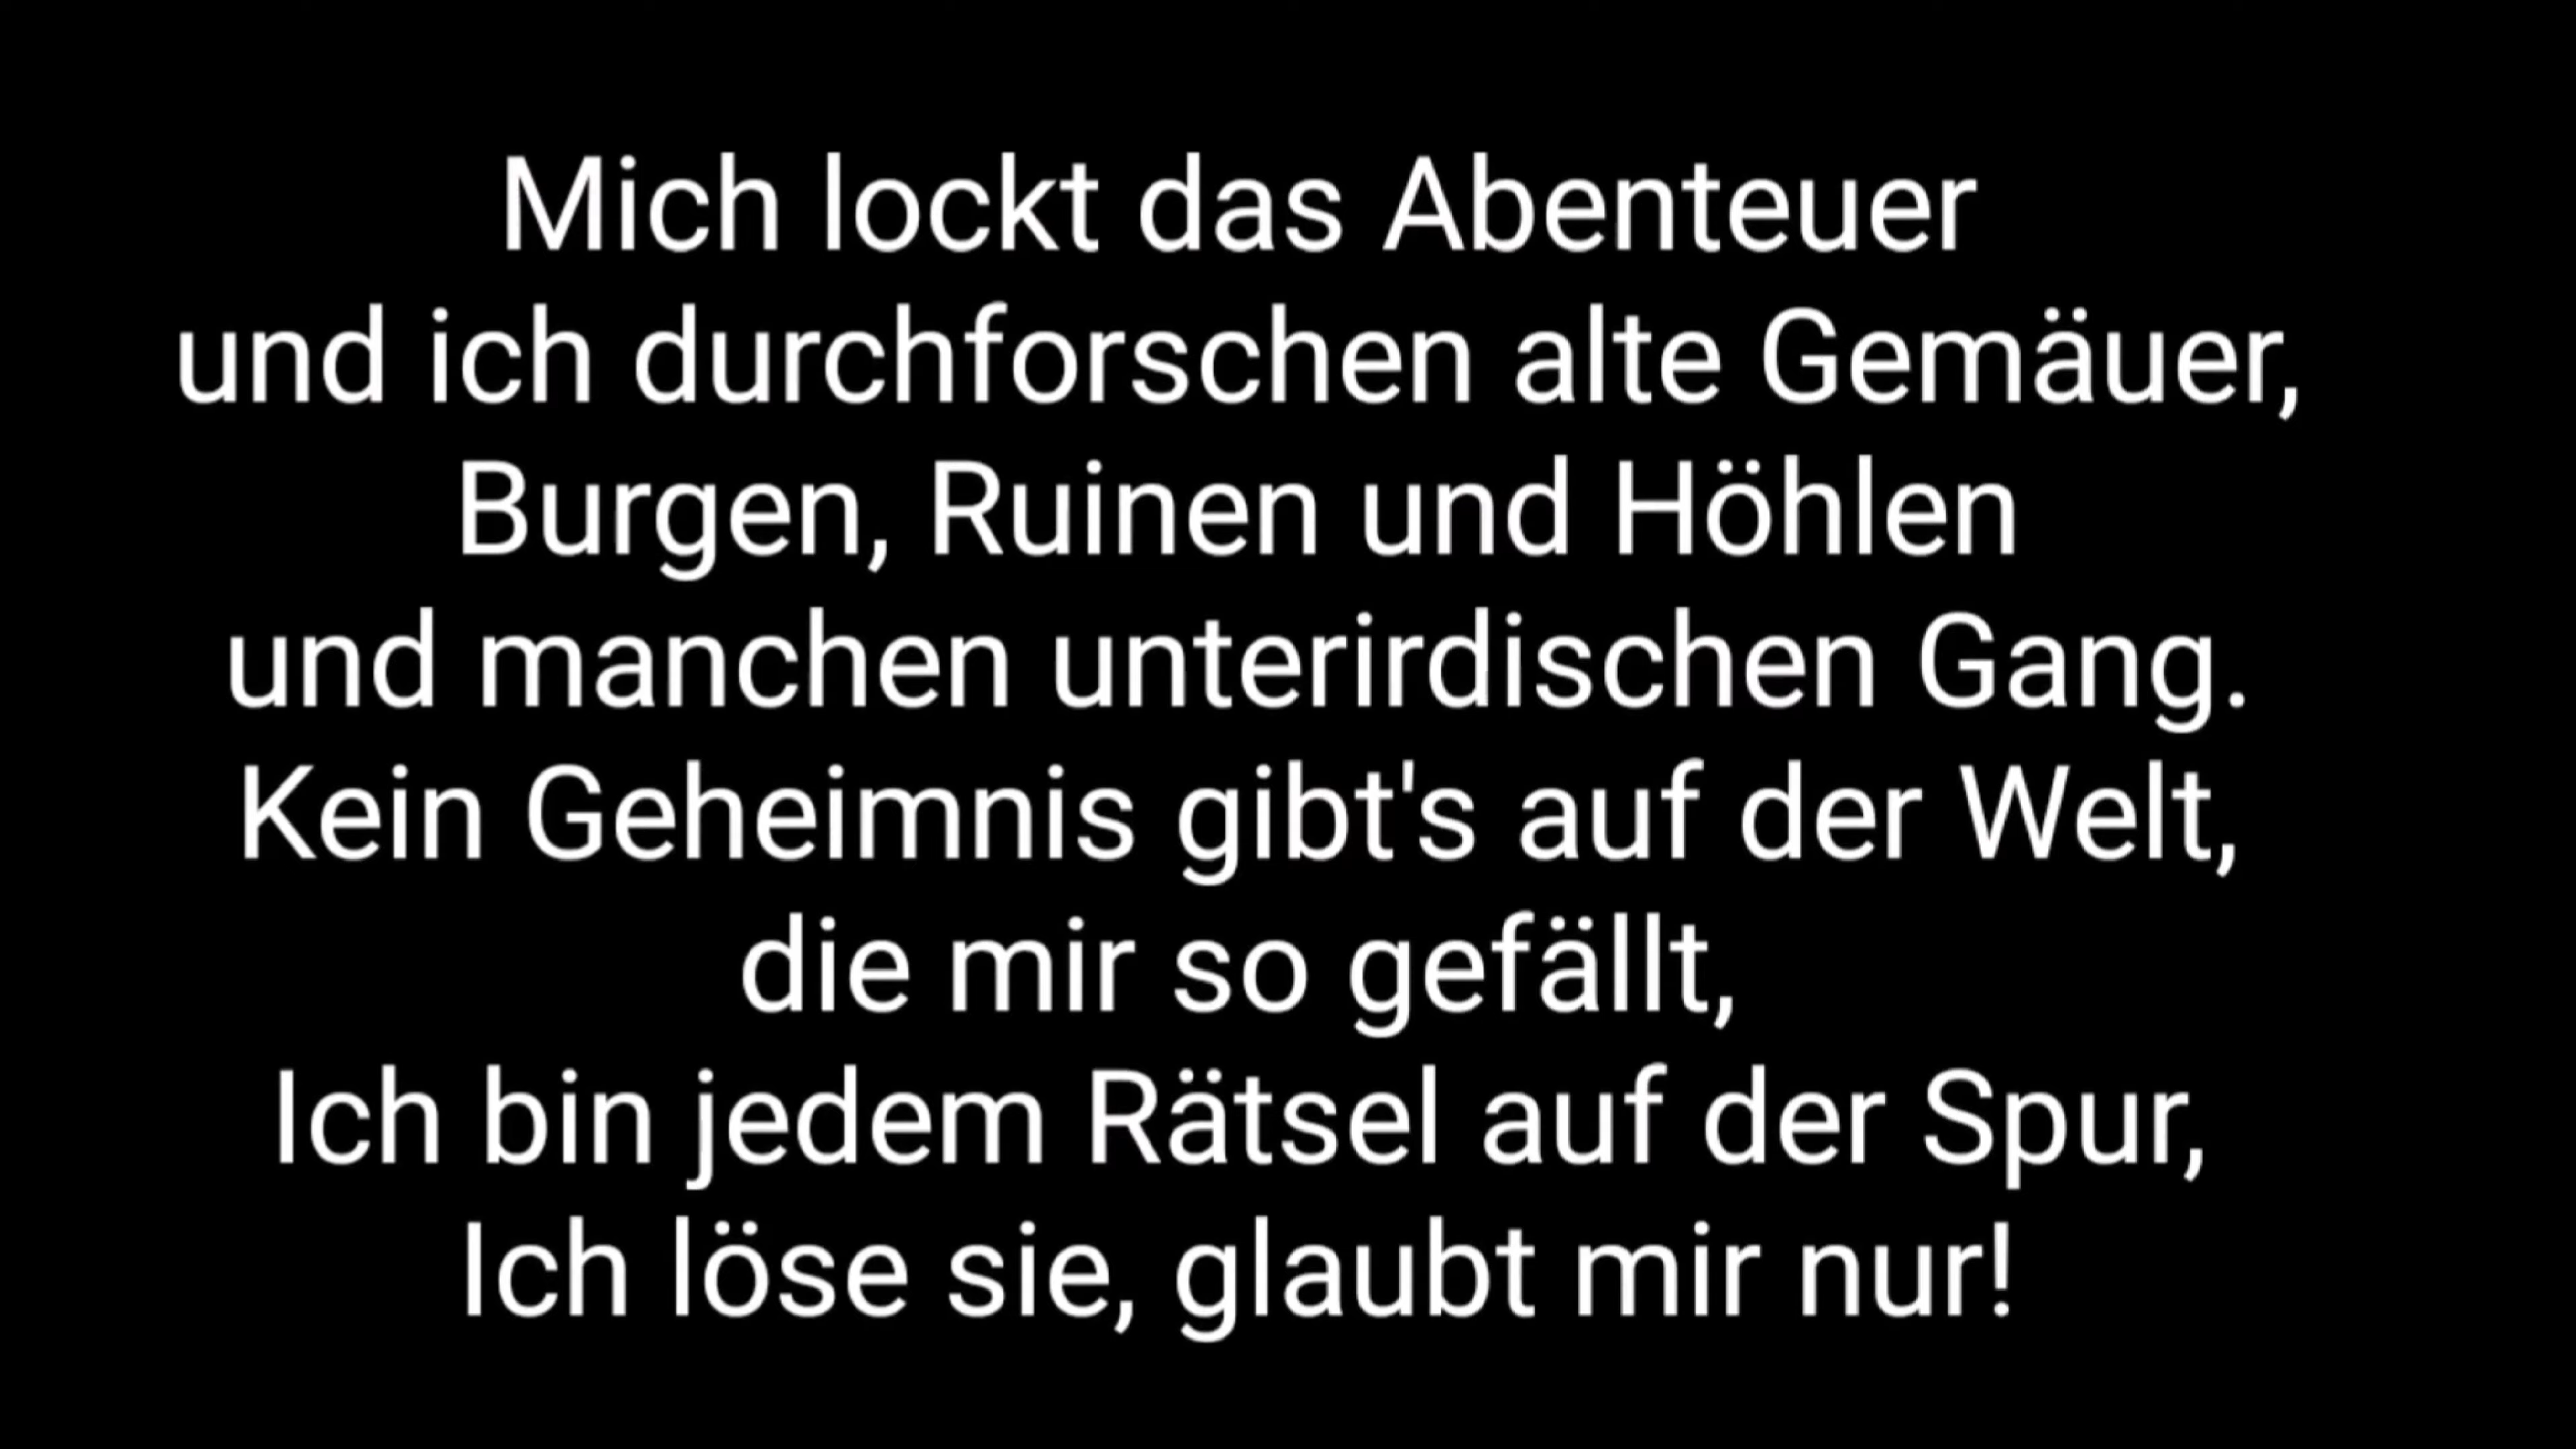 Mich lockt das Abenteuer
und ich durchforschen alte Gemäuer,
Burgen, Ruinen und Höhlen
und manchen unterirdischen Gang.
Kein Geheimnis gibt's auf der Welt,
die mir so gefällt,
Ich bin jedem Rätsel auf der Spur,
Ich löse sie, glaubt mir nur!